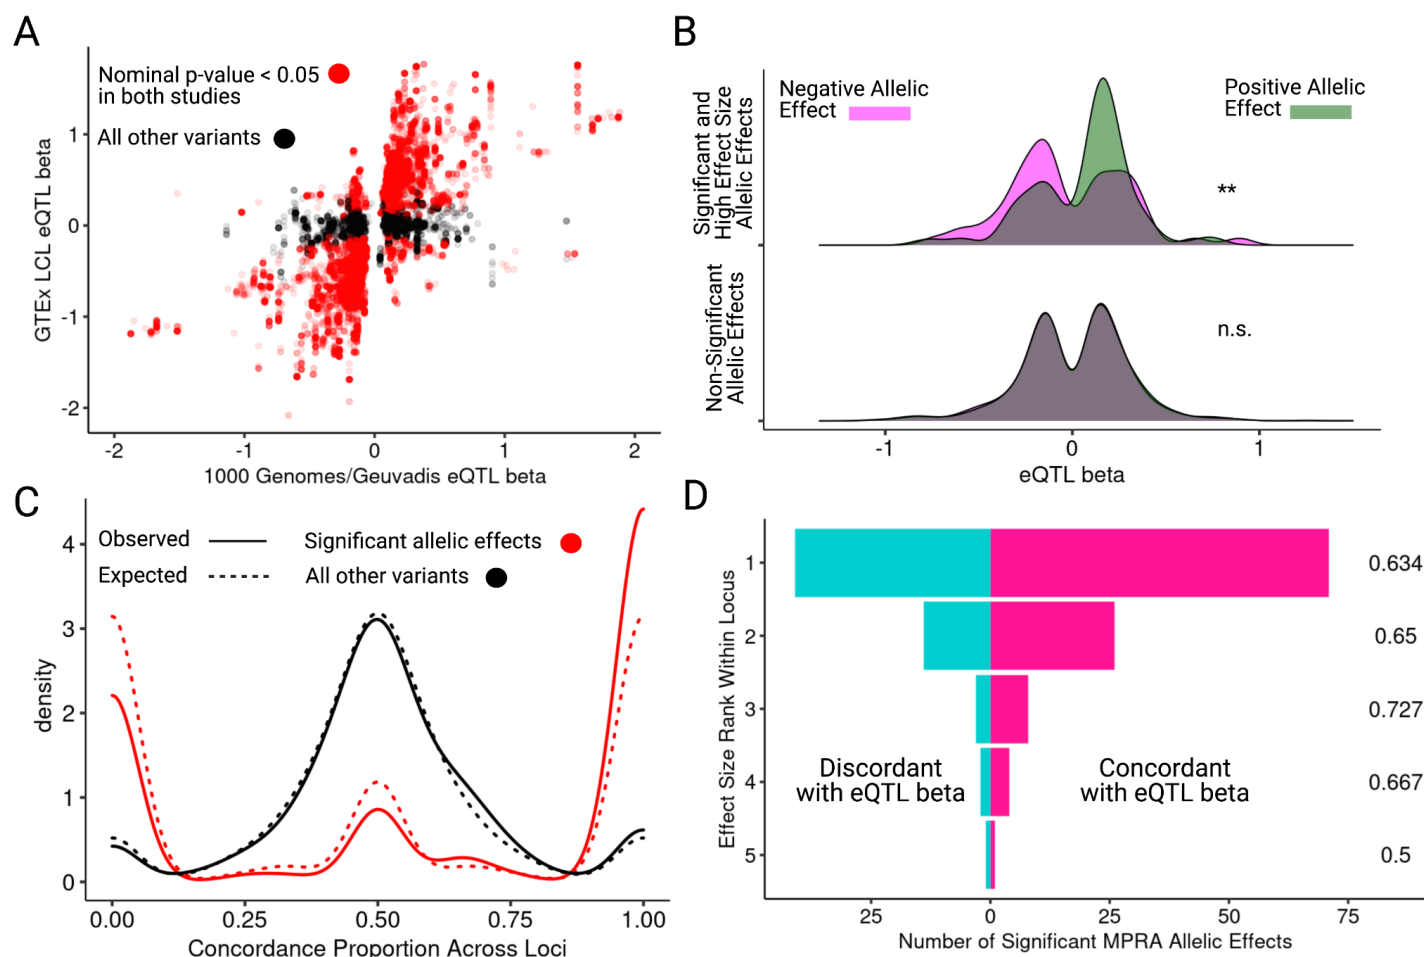 A
Nominal p-value < 0.05
in both studies
All other variants
GTEx LCL eQTL beta
1
0
-1
-2
-2
-1
0
1
2
1000 Genomes/Geuvadis eQTL beta
B
Negative Allelic
Effect
Positive Allelic
Effect
Significant and
High Effect Size
Allelic Effects
**
Non-Significant
Allelic Effects
n.s.
-1
0
1
eQTL beta
C
Observed
Significant allelic effects
Expected
All other variants
density
4
3
2
1
0
0.00
0.25
0.50
0.75
1.00
Concordance Proportion Across Loci
D
Effect Size Rank Within Locus
1
2
3
4
5
0.634
0.65
0.727
0.667
0.5
Discordant
with eQTL beta
Concordant
with eQTL beta
25
0
25
50
75
Number of Significant MPRA Allelic Effects